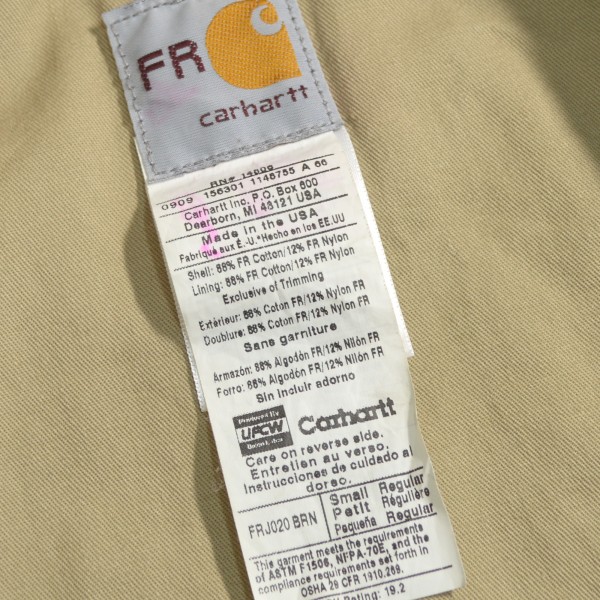 FR
carhartt
RN# 14806
0909 156301 1148755 A 66
Carhartt Inc. P.O. Box 600
Dearborn, MI 48121 USA
Made in the USA
Fabriqué aux É.-U.*Hecho en los EE.UU
Shell: 88% FR Cotton/12% FR Nylon
Lining: 88% FR Cotton/12% FR Nylon
Exclusive of Trimming
Extérieur: 88% Coton FR/12% Nylon FR
Doublure: 88% Coton FR/12% Nylon FR
Sans garniture
Armazón: 88% Algodón FR/12% Nilón FR
Forro: 88% Algodón FR/12% Nilón FR
Sin incluir adorno
Produced By
UFCW
Union Labor
Carhartt
Care on reverse side.
Entretien au verso.
Instrucciones de cuidado al
dorso.
FRJ020 BRN
Small Regular
Petit Régulière
Pequeña Regular
This garment meets the requirements
of ASTM F1506, NFPA-70E, and the
compliance requirements set forth in
OSHA 29 CFR 1910.269.
Rating: 19.2